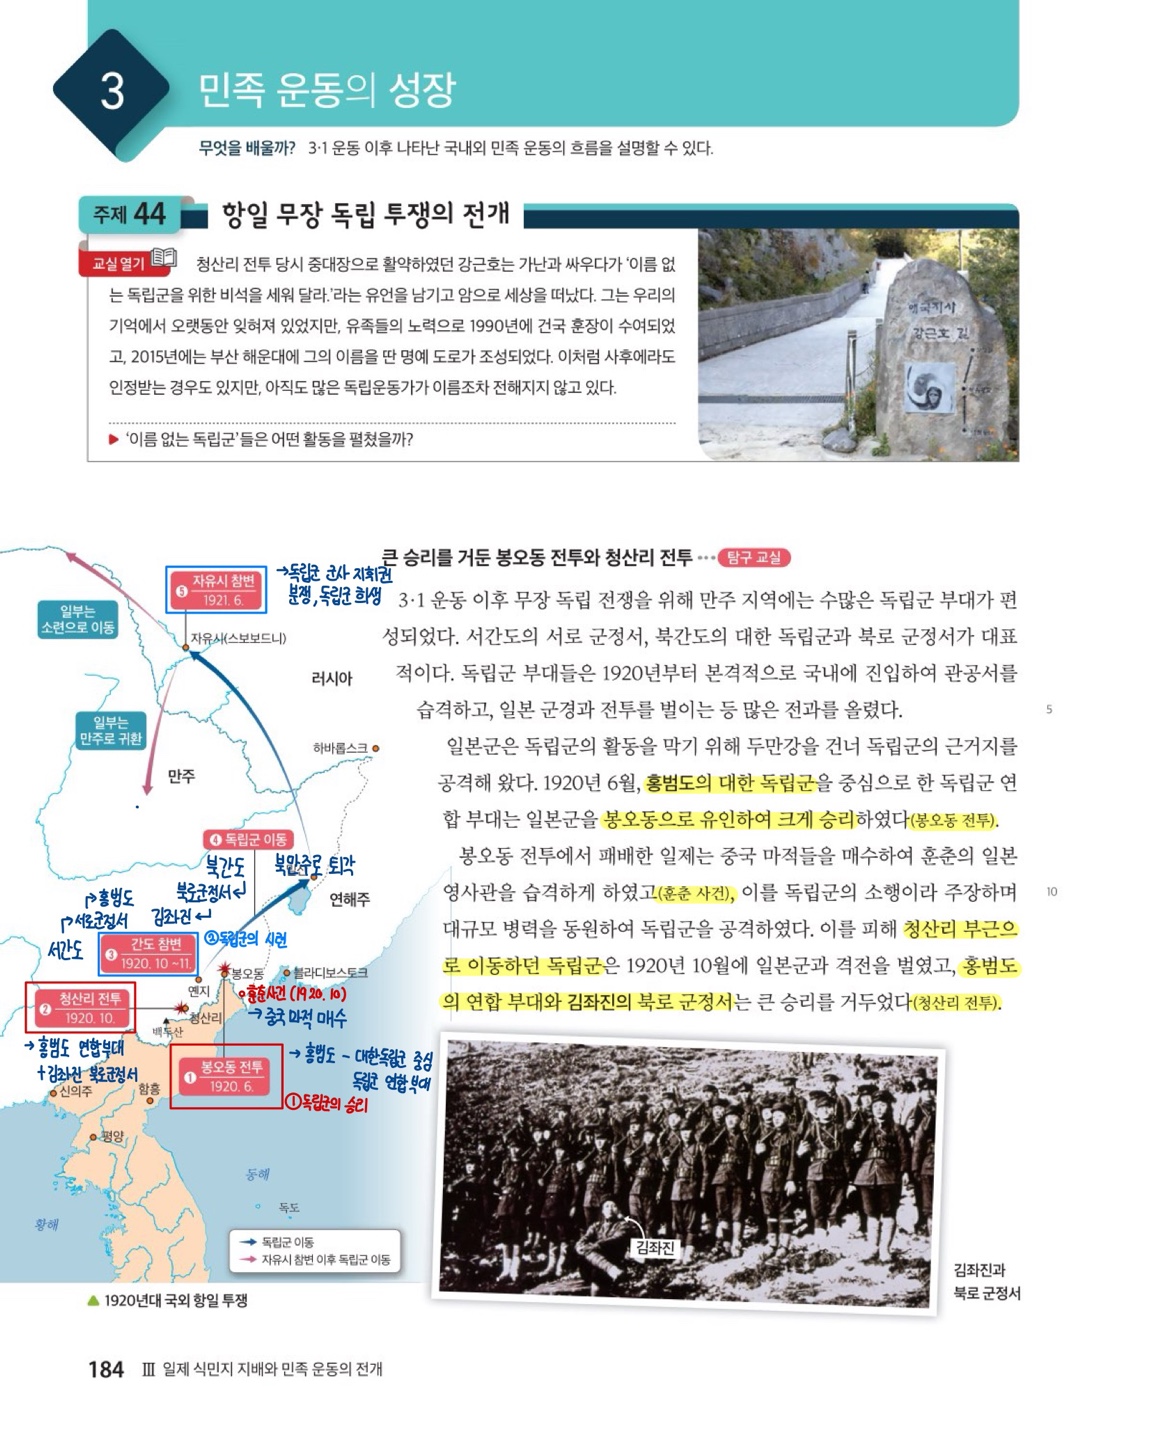 3
민족 운동의 성장
무엇을 배울까? 3·1 운동 이후 나타난 국내외 민족 운동의 흐름을 설명할 수 있다.
주제 44
항일 무장 독립 투쟁의 전개
교실 열기
청산리 전투 당시 중대장으로 활약하였던 강근호는 가난과 싸우다가 ‘이름 없
는 독립군을 위한 비석을 세워 달라.’라는 유언을 남기고 암으로 세상을 떠났다. 그는 우리의
기억에서 오랫동안 잊혀져 있었지만, 유족들의 노력으로 1990년에 건국 훈장이 수여되었
고, 2015년에는 부산 해운대에 그의 이름을 딴 명예 도로가 조성되었다. 이처럼 사후에라도
인정받는 경우도 있지만, 아직도 많은 독립운동가가 이름조차 전해지지 않고 있다.
▶ ‘이름 없는 독립군’들은 어떤 활동을 펼쳤을까?
애국지사
강근호 길
큰 승리를 거둔 봉오동 전투와 청산리 전투 ••• 탐구 교실
3·1 운동 이후 무장 독립 전쟁을 위해 만주 지역에는 수많은 독립군 부대가 편
성되었다. 서간도의 서로 군정서, 북간도의 대한 독립군과 북로 군정서가 대표
적이다. 독립군 부대들은 1920년부터 본격적으로 국내에 진입하여 관공서를
습격하고, 일본 군경과 전투를 벌이는 등 많은 전과를 올렸다.
5
일본군은 독립군의 활동을 막기 위해 두만강을 건너 독립군의 근거지를
공격해 왔다. 1920년 6월, 홍범도의 대한 독립군을 중심으로 한 독립군 연
합 부대는 일본군을 봉오동으로 유인하여 크게 승리하였다(봉오동 전투).
봉오동 전투에서 패배한 일제는 중국 마적들을 매수하여 훈춘의 일본
영사관을 습격하게 하였고(훈춘 사건), 이를 독립군의 소행이라 주장하며
10
대규모 병력을 동원하여 독립군을 공격하였다. 이를 피해 청산리 부근으
로 이동하던 독립군은 1920년 10월에 일본군과 격전을 벌였고, 홍범도
의 연합 부대와 김좌진의 북로 군정서는 큰 승리를 거두었다(청산리 전투).
⑤ 자유시 참변
1921. 6.
→독립군 군사 지휘권
분쟁, 독립군 희생
일부는
소련으로 이동
자유시(스보보드니)
러시아
일부는
만주로 귀환
하바롭스크
만주
④ 독립군 이동
북간도
북만주로 퇴각
북로군정서↲
김좌진↲
연해주
↱홍범도
↱서로군정서
서간도
③ 간도 참변
1920. 10 ~11.
②독립군의 시련
봉오동
블라디보스토크
옌지
훈춘사건 (1920. 10)
→중국 마적 매수
② 청산리 전투
1920. 10.
청산리
백두산
→홍범도 연합부대
+김좌진 북로군정서
① 봉오동 전투
1920. 6.
→홍범도 - 대한독립군 중심
독립군 연합부대
①독립군의 승리
신의주
함흥
평양
동해
독도
황해
독립군 이동
자유시 참변 이후 독립군 이동
▲ 1920년대 국외 항일 투쟁
김좌진
김좌진과
북로 군정서
184 Ⅲ 일제 식민지 지배와 민족 운동의 전개